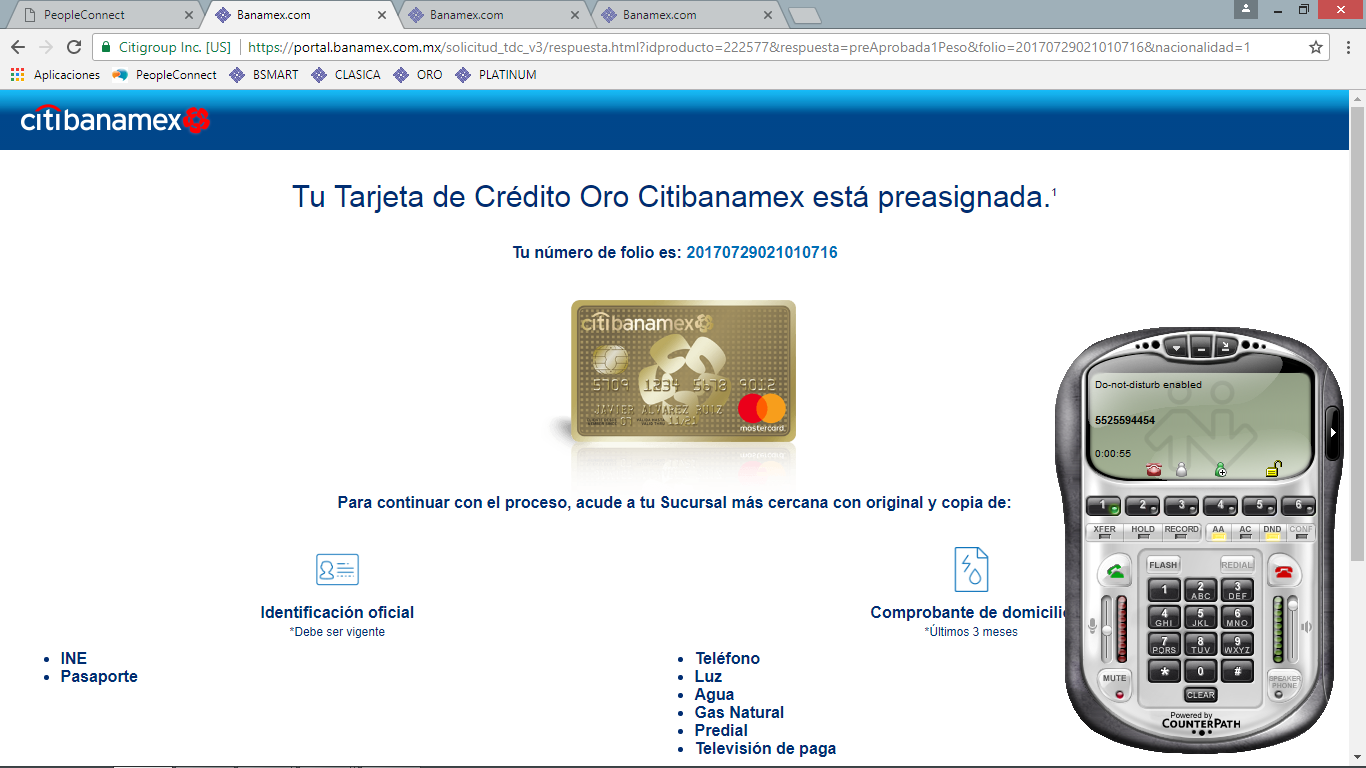 PeopleConnect
Banamex.com
Banamex.com
Banamex.com
Citigroup Inc. [US] https://portal.banamex.com.mx/solicitud_tdc_v3/respuesta.html?idproducto=222577&respuesta=preAprobada1Peso&folio=20170729021010716&nacionalidad=1
Aplicaciones PeopleConnect BSMART CLASICA ORO PLATINUM
citibanamex
Tu Tarjeta de Crédito Oro Citibanamex está preasignada.1
Tu número de folio es: 20170729021010716
citibanamex
5709 1234 5678 9012
JAVIER ALVAREZ RUIZ
07 11/21
mastercard
Para continuar con el proceso, acude a tu Sucursal más cercana con original y copia de:
Identificación oficial
*Debe ser vigente
INE
Pasaporte
Comprobante de domicili
*Últimos 3 meses
Teléfono
Luz
Agua
Gas Natural
Predial
Televisión de paga
Do-not-disturb enabled
5525594454
0:00:55
1 2 3 4 5 6
XFER HOLD RECORD AA AC DND CONF
FLASH REDIAL
1 2 ABC 3 DEF
4 GHI 5 JKL 6 MNO
7 PQRS 8 TUV 9 WXYZ
* 0 #
MUTE
SPEAKER PHONE
CLEAR
Powered by
COUNTERPATH